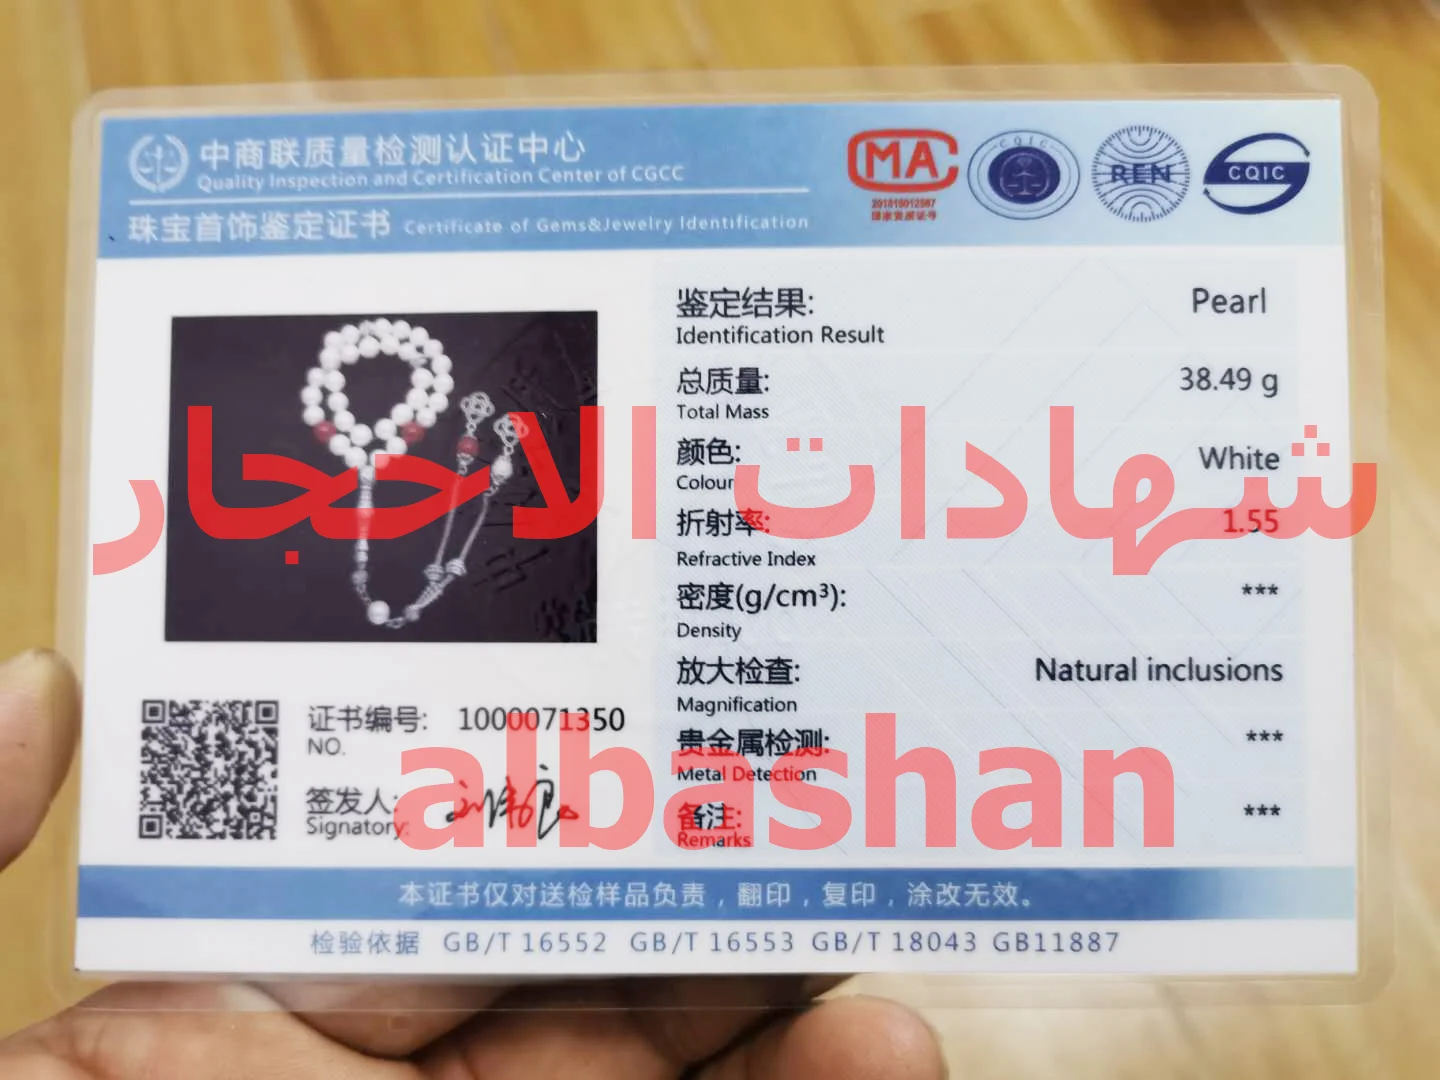 中商联质量检测认证中心
Quality Inspection and Certification Center of CGCC
珠宝首饰鉴定证书 Certificate of Gems&Jewelry Identification
MA
CQIC
REN
CQIC
鉴定结果: Pearl
Identification Result
总质量: 38.49 g
Total Mass
颜色: White
Colour
شهادات الاحجار
折射率: 1.55
Refractive Index
密度(g/cm³): ***
Density
放大检查: Natural inclusions
Magnification
证书编号: 1000071350
NO.
贵金属检测: ***
Metal Detection
albashan
签发人:
Signatory:
备注: ***
Remarks
本证书仅对送检样品负责，翻印，复印，涂改无效。
检验依据 GB/T 16552 GB/T 16553 GB/T 18043 GB11887